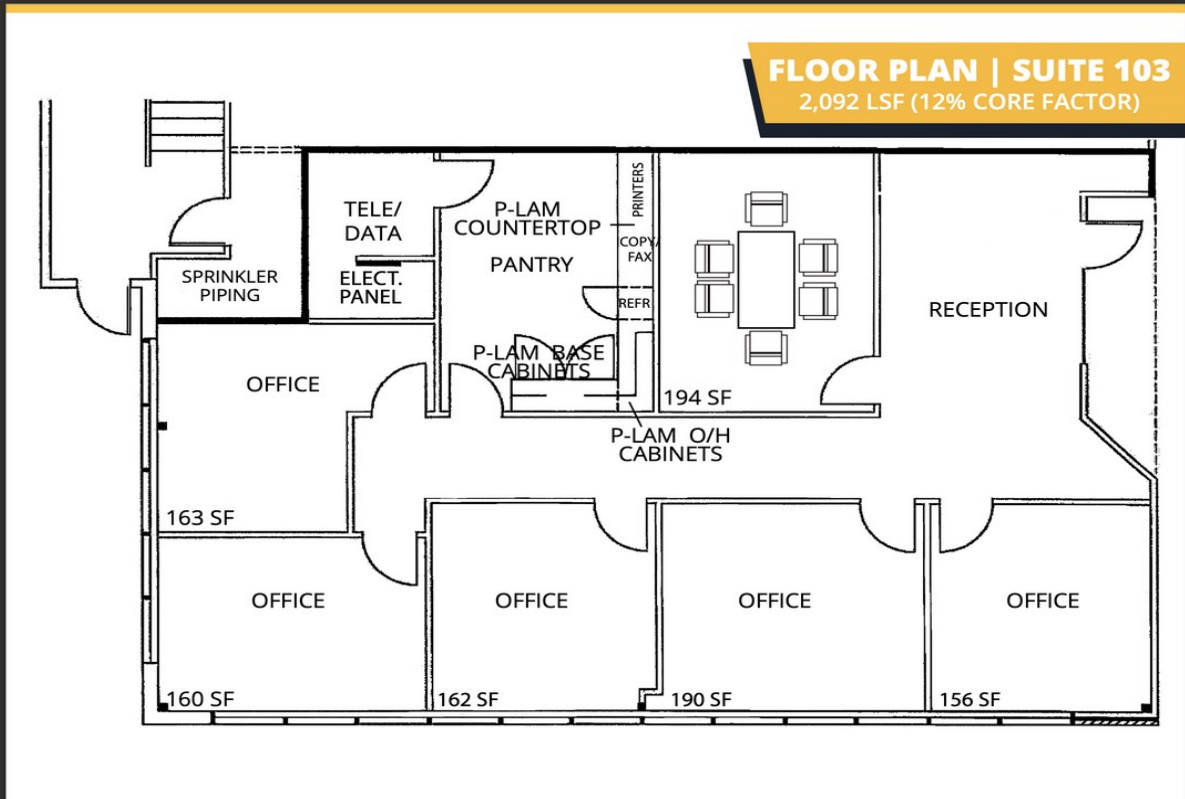 FLOOR PLAN | SUITE 103
2,092 LSF (12% CORE FACTOR)
TELE/
DATA
ELECT.
PANEL
SPRINKLER
PIPING
P-LAM
COUNTERTOP
PANTRY
PRINTERS
COPY/
FAX
REFR
P-LAM BASE
CABINETS
194 SF
RECEPTION
P-LAM O/H
CABINETS
OFFICE
163 SF
OFFICE
160 SF
OFFICE
162 SF
OFFICE
190 SF
OFFICE
156 SF